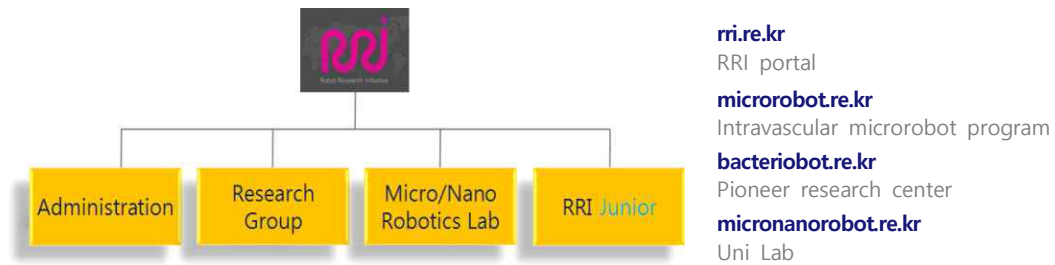 RRI
Robot Research Initiative
Administration
Research
Group
Micro/Nano
Robotics Lab
RRI Junior
rri.re.kr
RRI portal
microrobot.re.kr
Intravascular microrobot program
bacteriobot.re.kr
Pioneer research center
micronanorobot.re.kr
Uni Lab